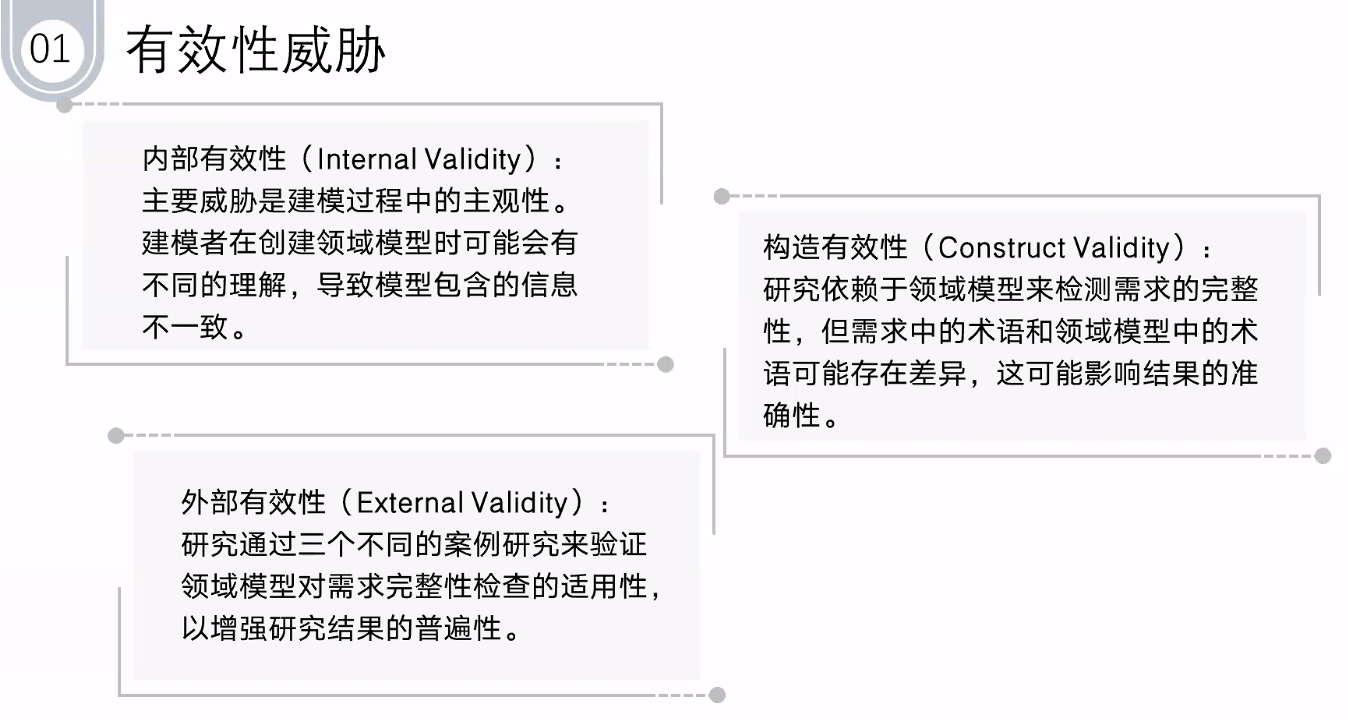 01
有效性威胁
内部有效性（Internal Validity）：
主要威胁是建模过程中的主观性。
建模者在创建领域模型时可能会有
不同的理解，导致模型包含的信息
不一致。
构造有效性（Construct Validity）：
研究依赖于领域模型来检测需求的完整
性，但需求中的术语和领域模型中的术
语可能存在差异，这可能影响结果的准
确性。
外部有效性（External Validity）：
研究通过三个不同的案例研究来验证
领域模型对需求完整性检查的适用性，
以增强研究结果的普遍性。